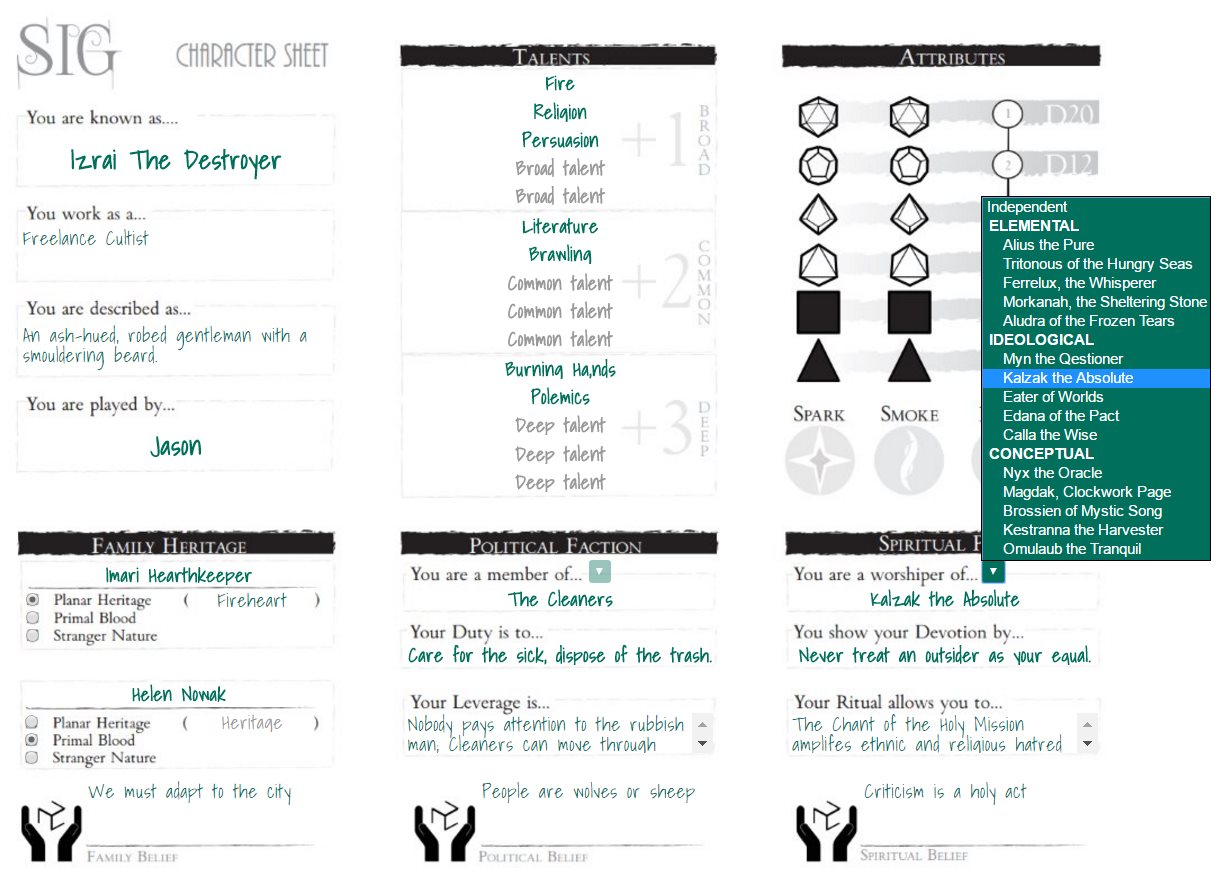 SIG
CHARACTER SHEET
You are known as....
Izrai The Destroyer
You work as a...
Freelance Cultist
You are described as...
An ash-hued, robed gentleman with a
smouldering beard.
You are played by...
Jason
TALENTS
Fire
Religion
Persuasion
Broad talent
Broad talent
+1
BROAD
Literature
Brawling
Common talent
Common talent
Common talent
+2
COMMON
Burning Ha,nds
Polemics
Deep talent
Deep talent
Deep talent
+3
DEEP
ATTRIBUTES
1
D20
2
D12
SPARK
SMOKE
Independent
ELEMENTAL
Alius the Pure
Tritonous of the Hungry Seas
Ferrelux, the Whisperer
Morkanah, the Sheltering Stone
Aludra of the Frozen Tears
IDEOLOGICAL
Myn the Qestioner
Kalzak the Absolute
Eater of Worlds
Edana of the Pact
Calla the Wise
CONCEPTUAL
Nyx the Oracle
Magdak, Clockwork Page
Brossien of Mystic Song
Kestranna the Harvester
Omulaub the Tranquil
FAMILY HERITAGE
Imari Hearthkeeper
Planar Heritage ( Fireheart )
Primal Blood
Stranger Nature
Helen Nowak
Planar Heritage ( Heritage )
Primal Blood
Stranger Nature
We must adapt to the city
FAMILY BELIEF
POLITICAL FACTION
You are a member of...
The Cleaners
Your Duty is to...
Care for the sick, dispose of the trash.
Your Leverage is...
Nobody pays attention to the rubbish
man; Cleaners can move through
People are wolves or sheep
POLITICAL BELIEF
SPIRITUAL
You are a worshiper of...
Kalzak the Absolute
You show your Devotion by...
Never treat an outsider as your equal.
Your Ritual allows you to...
The Chant of the Holy Mission
amplifes ethnic and religious hatred
Criticism is a holy act
SPIRITUAL BELIEF